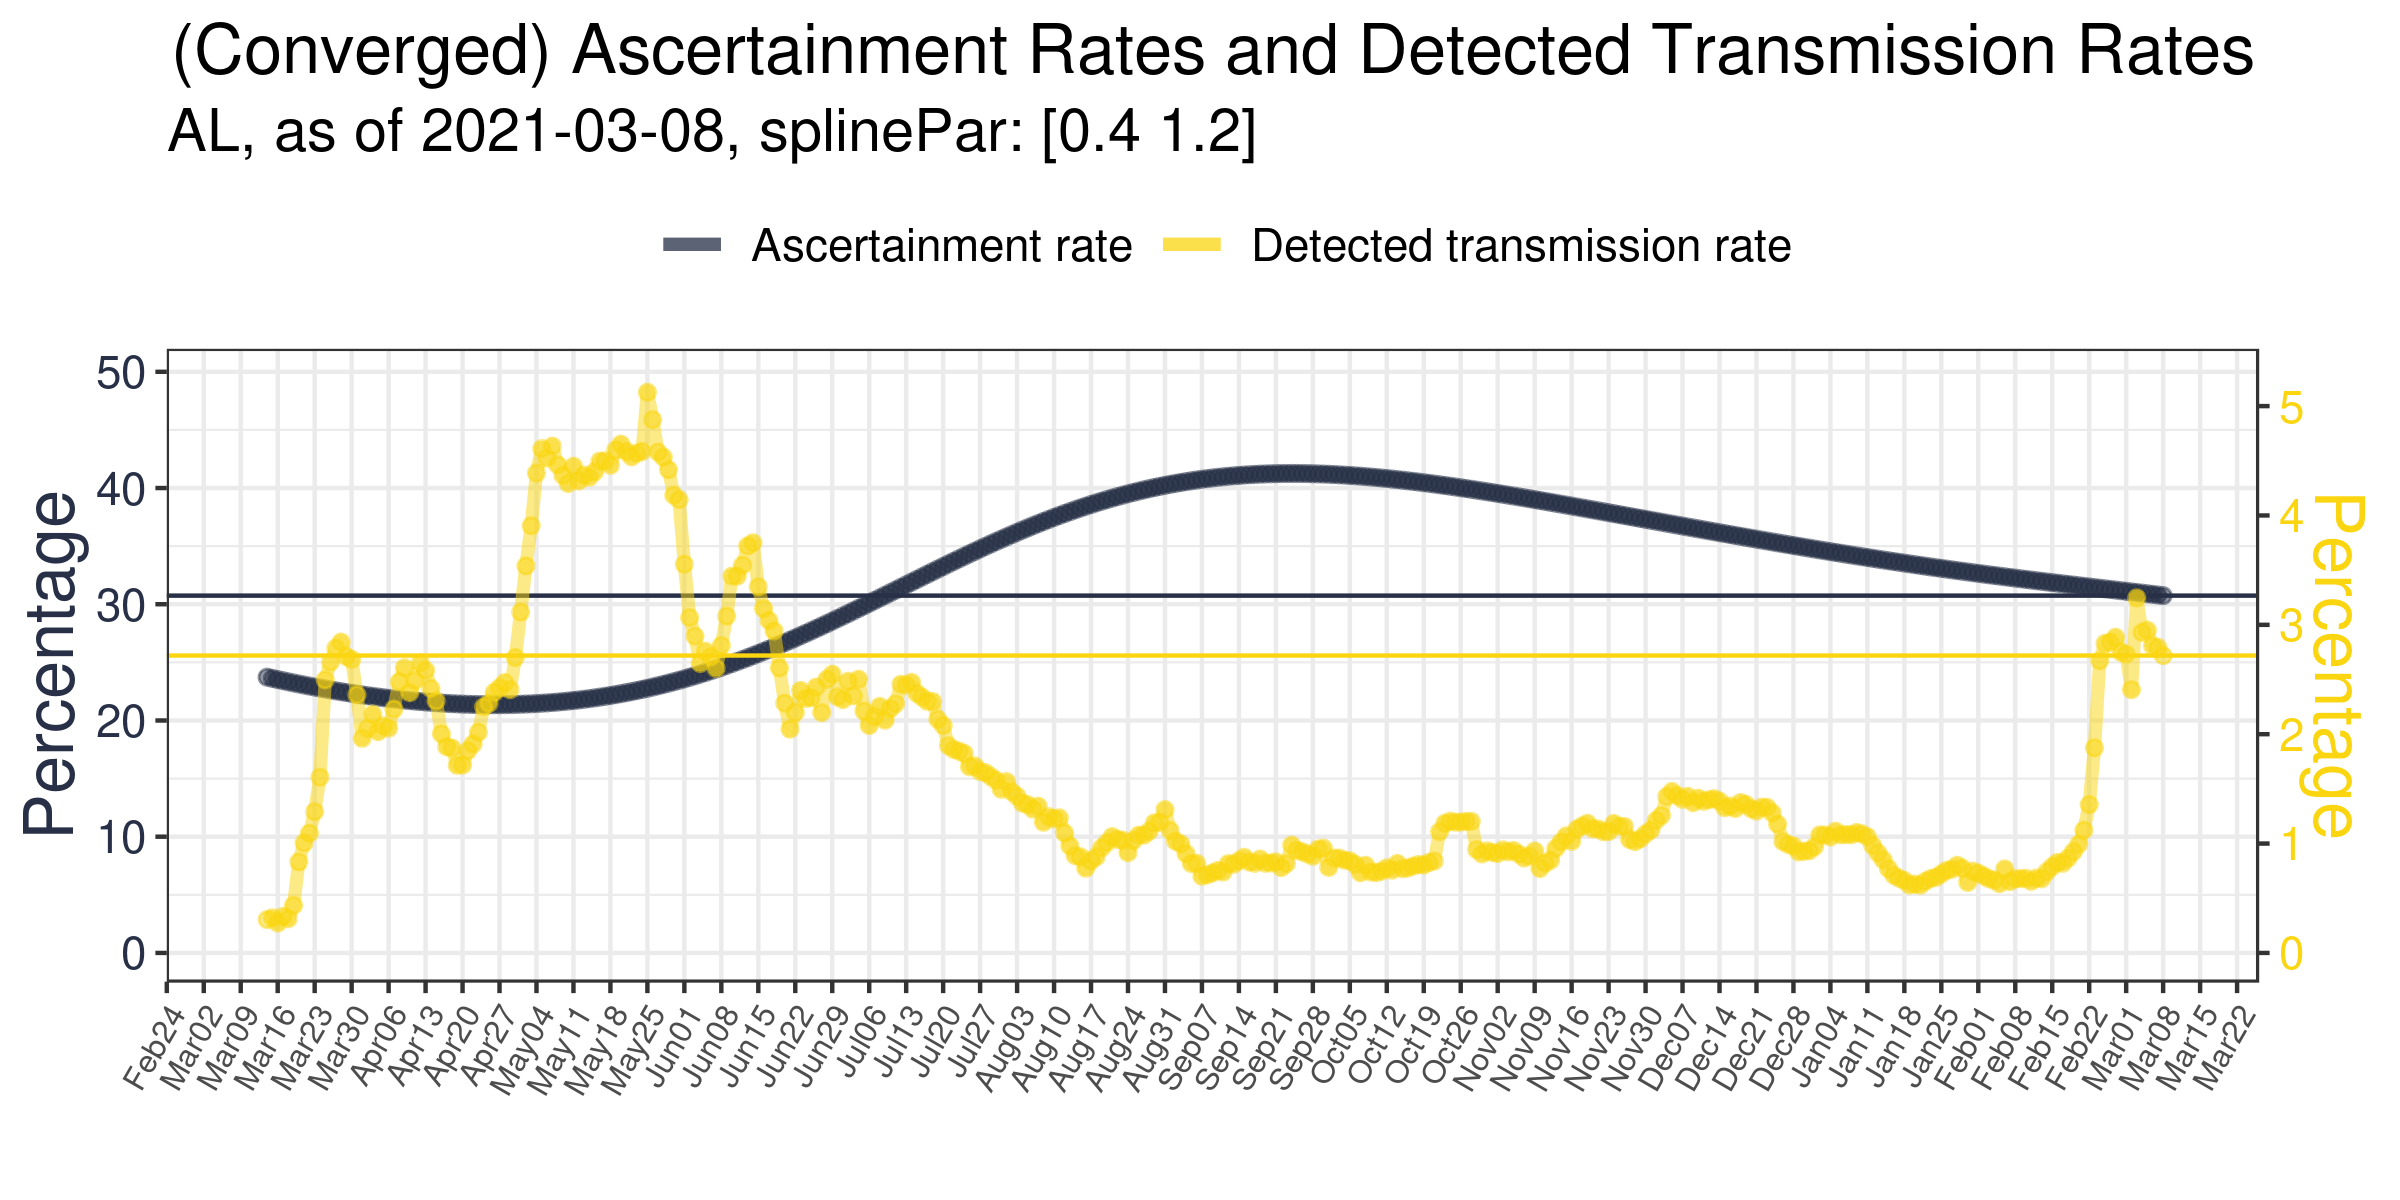 (Converged) Ascertainment Rates and Detected Transmission Rates
AL, as of 2021-03-08, splinePar: [0.4 1.2]
Ascertainment rate Detected transmission rate
Percentage
50
40
30
20
10
0
5
4
3
2
1
0
Percentage
Feb24 Mar02 Mar09 Mar16 Mar23 Mar30 Apr06 Apr13 Apr20 Apr27 May04 May11 May18 May25 Jun01 Jun08 Jun15 Jun22 Jun29 Jul06 Jul13 Jul20 Jul27 Aug03 Aug10 Aug17 Aug24 Aug31 Sep07 Sep14 Sep21 Sep28 Oct05 Oct12 Oct19 Oct26 Nov02 Nov09 Nov16 Nov23 Nov30 Dec07 Dec14 Dec21 Dec28 Jan04 Jan11 Jan18 Jan25 Feb01 Feb08 Feb15 Feb22 Mar01 Mar08 Mar15 Mar22